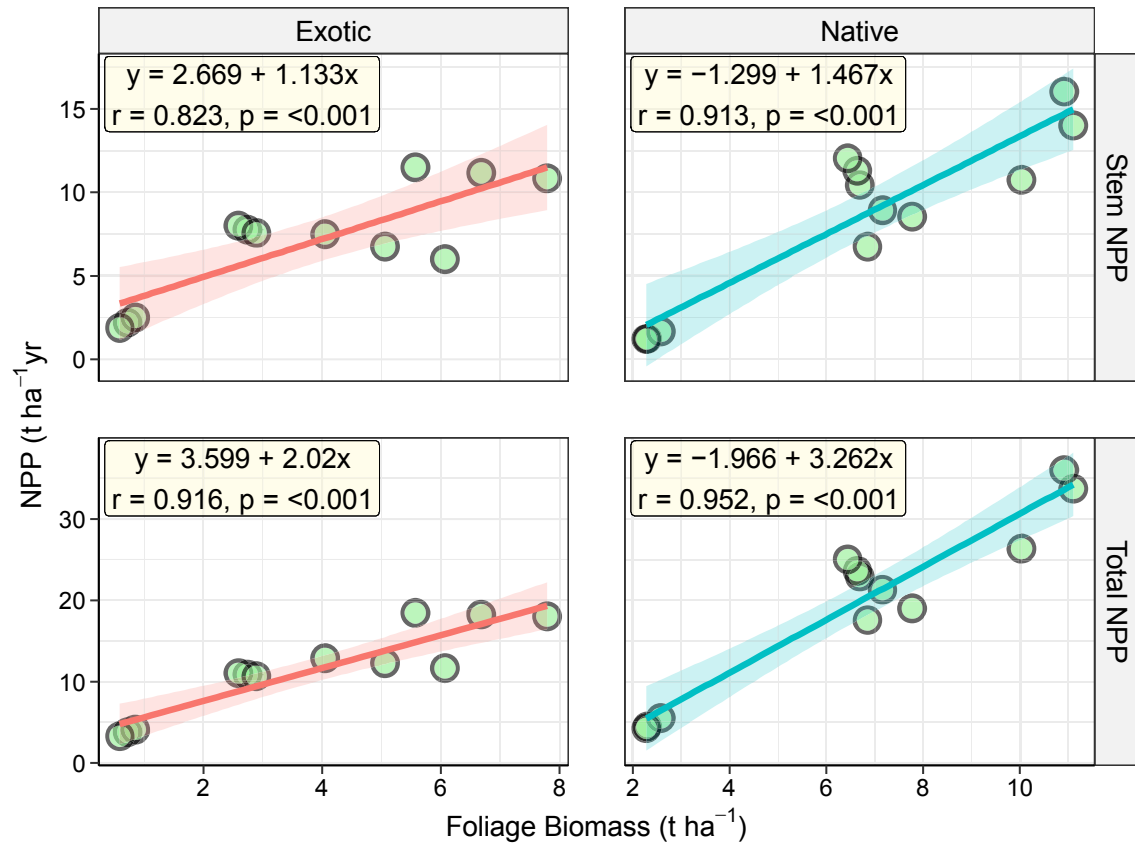 Exotic
Native
y = 2.669 + 1.133x
r = 0.823, p = <0.001
y = −1.299 + 1.467x
r = 0.913, p = <0.001
15
10
5
0
Stem NPP
NPP (t ha⁻¹yr
y = 3.599 + 2.02x
r = 0.916, p = <0.001
y = −1.966 + 3.262x
r = 0.952, p = <0.001
30
20
10
0
Total NPP
2 4 6 8
2 4 6 8 10
Foliage Biomass (t ha⁻¹)